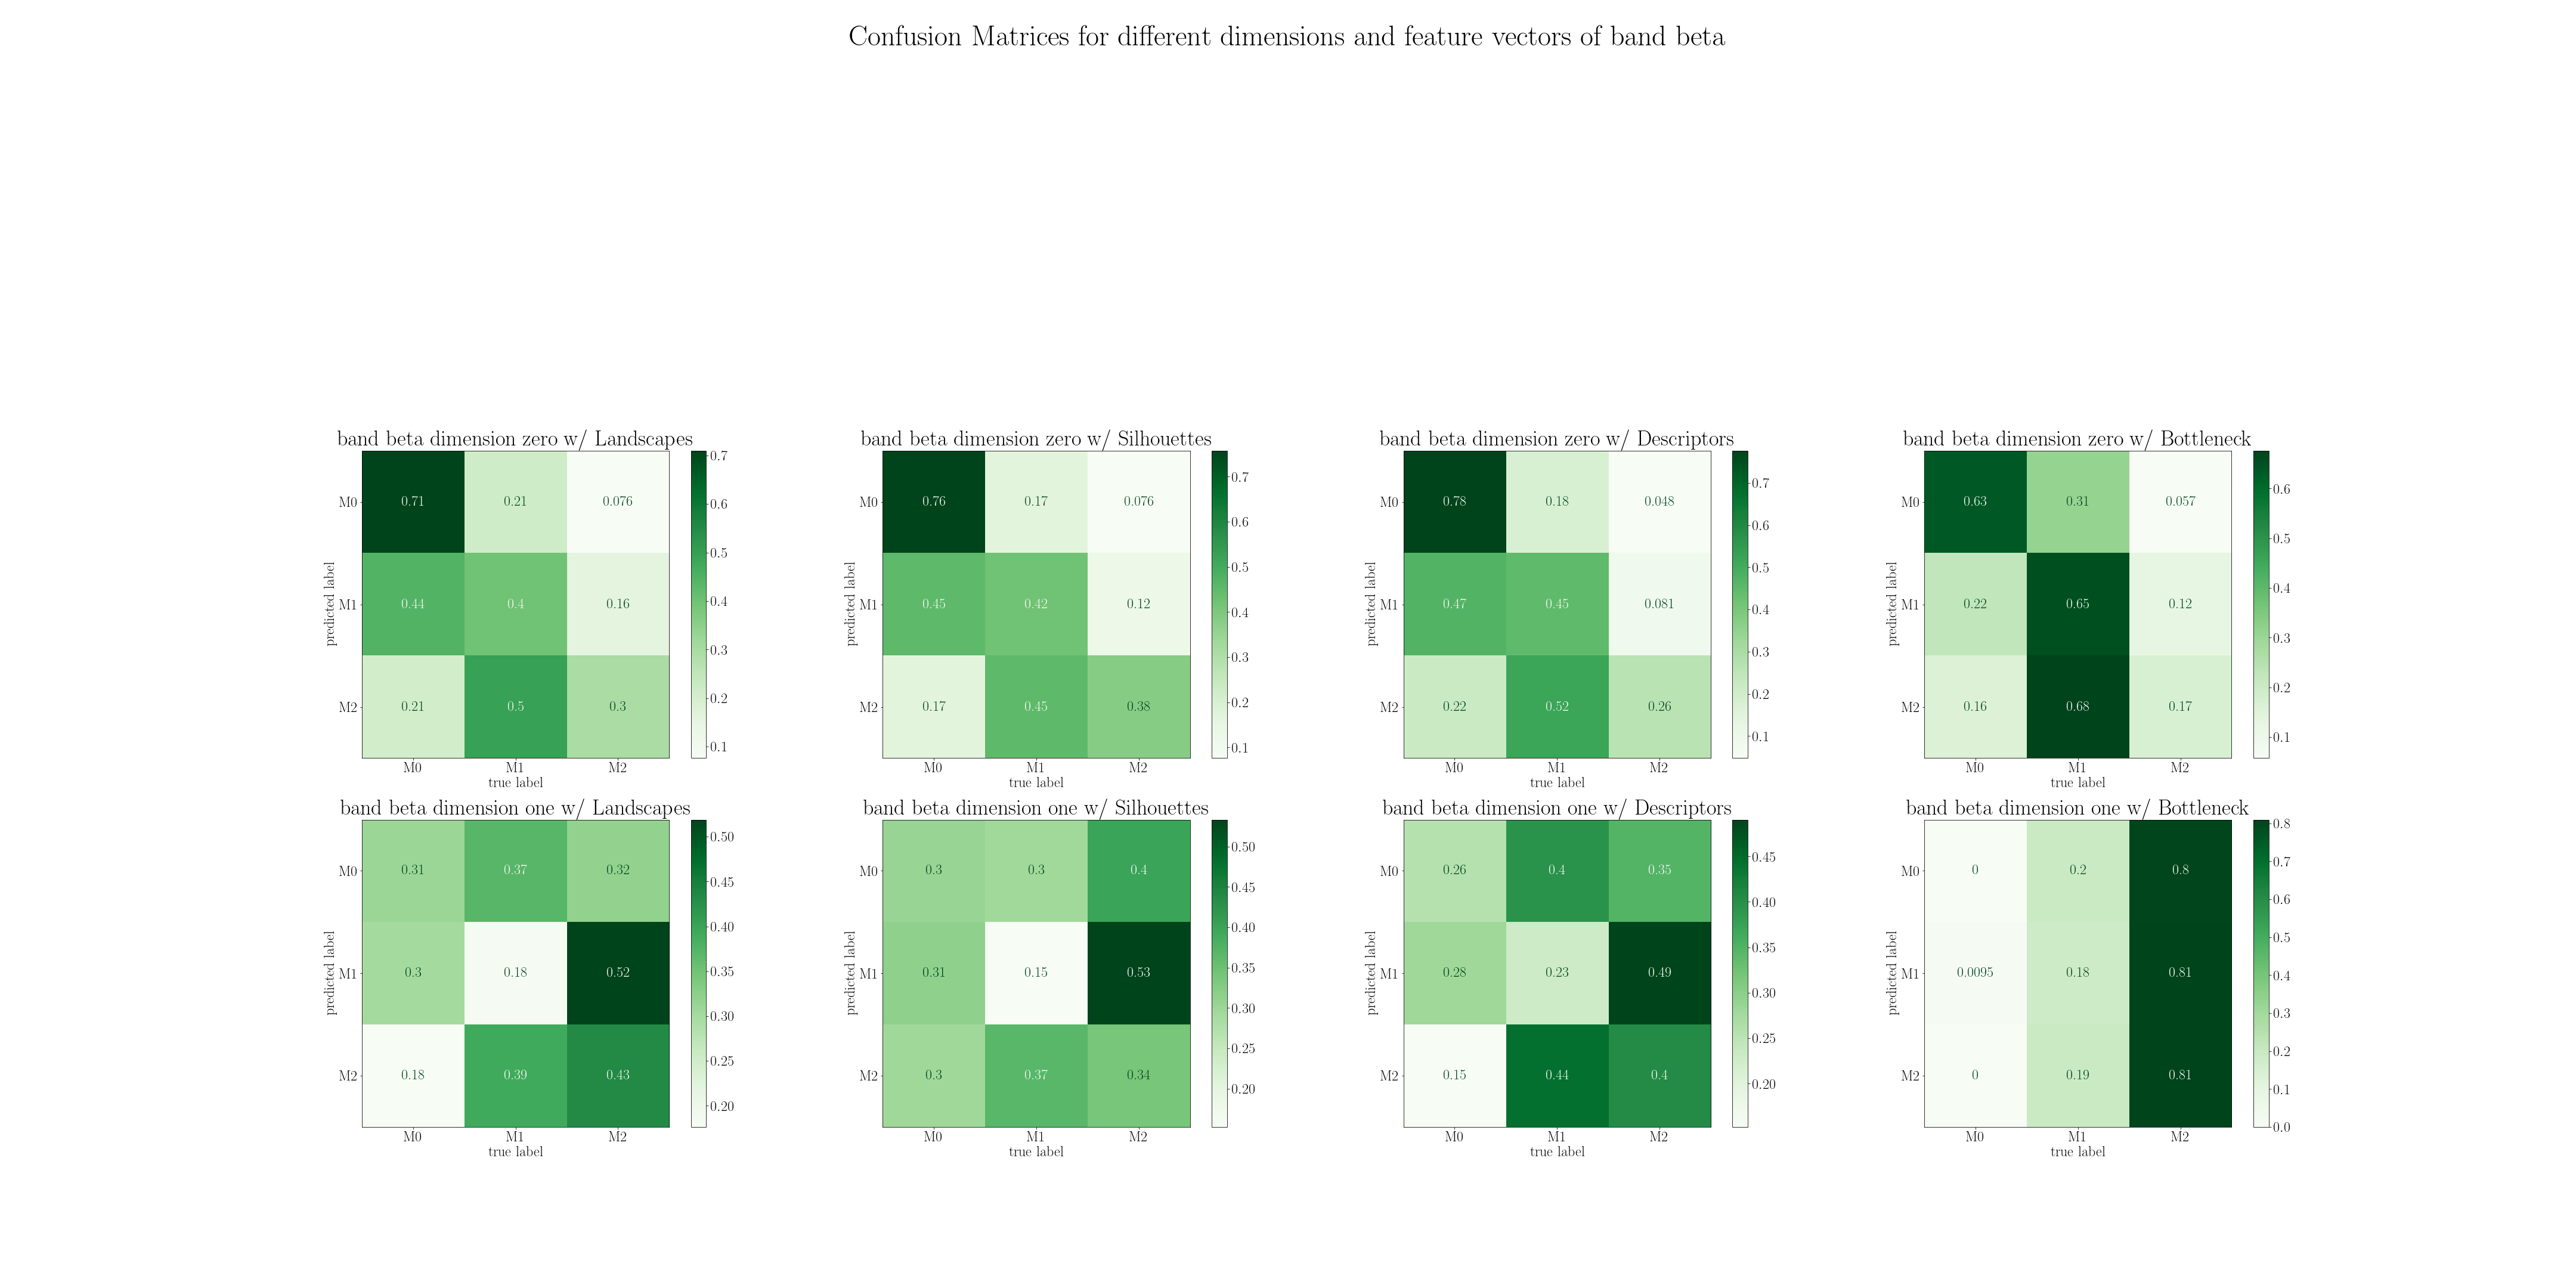 Confusion Matrices for different dimensions and feature vectors of band beta
band beta dimension zero w/ Landscapes
0.7
0.6
0.5
0.4
0.3
0.2
0.1
predicted label
M0 0.71 0.21 0.076
M1 0.44 0.4 0.16
M2 0.21 0.5 0.3
M0 M1 M2
true label
band beta dimension zero w/ Silhouettes
0.7
0.6
0.5
0.4
0.3
0.2
0.1
predicted label
M0 0.76 0.17 0.076
M1 0.45 0.42 0.12
M2 0.17 0.45 0.38
M0 M1 M2
true label
band beta dimension zero w/ Descriptors
0.7
0.6
0.5
0.4
0.3
0.2
0.1
predicted label
M0 0.78 0.18 0.048
M1 0.47 0.45 0.081
M2 0.22 0.52 0.26
M0 M1 M2
true label
band beta dimension zero w/ Bottleneck
0.6
0.5
0.4
0.3
0.2
0.1
predicted label
M0 0.63 0.31 0.057
M1 0.22 0.65 0.12
M2 0.16 0.68 0.17
M0 M1 M2
true label
band beta dimension one w/ Landscapes
0.50
0.45
0.40
0.35
0.30
0.25
0.20
predicted label
M0 0.31 0.37 0.32
M1 0.3 0.18 0.52
M2 0.18 0.39 0.43
M0 M1 M2
true label
band beta dimension one w/ Silhouettes
0.50
0.45
0.40
0.35
0.30
0.25
0.20
predicted label
M0 0.3 0.3 0.4
M1 0.31 0.15 0.53
M2 0.3 0.37 0.34
M0 M1 M2
true label
band beta dimension one w/ Descriptors
0.45
0.40
0.35
0.30
0.25
0.20
predicted label
M0 0.26 0.4 0.35
M1 0.28 0.23 0.49
M2 0.15 0.44 0.4
M0 M1 M2
true label
band beta dimension one w/ Bottleneck
0.8
0.7
0.6
0.5
0.4
0.3
0.2
0.1
0.0
predicted label
M0 0 0.2 0.8
M1 0.0095 0.18 0.81
M2 0 0.19 0.81
M0 M1 M2
true label